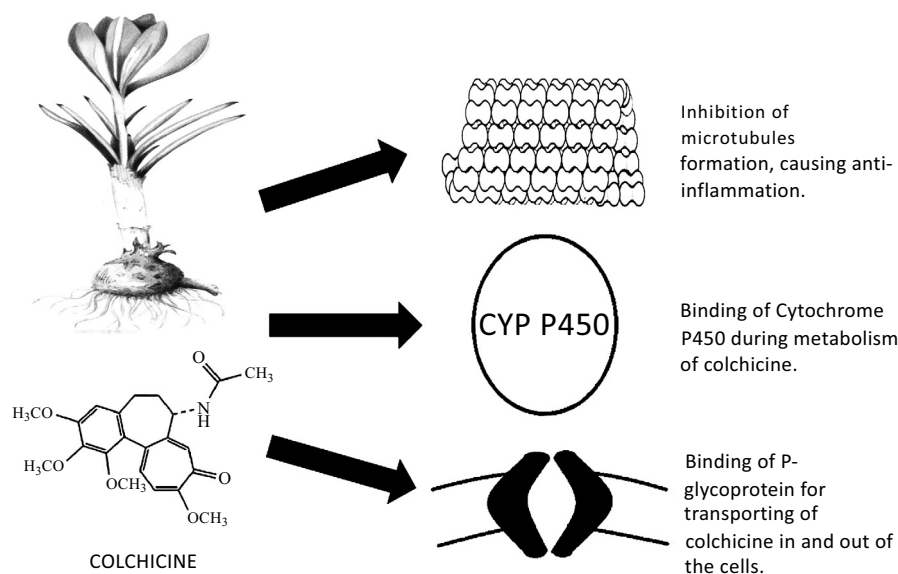 Inhibition of
microtubules
formation, causing anti-
inflammation.
CYP P450
Binding of Cytochrome
P450 during metabolism
of colchicine.
O
CH₃
N
H
H₃CO
H₃CO
OCH₃
O
OCH₃
COLCHICINE
Binding of P-
glycoprotein for
transporting of
colchicine in and out of
the cells.